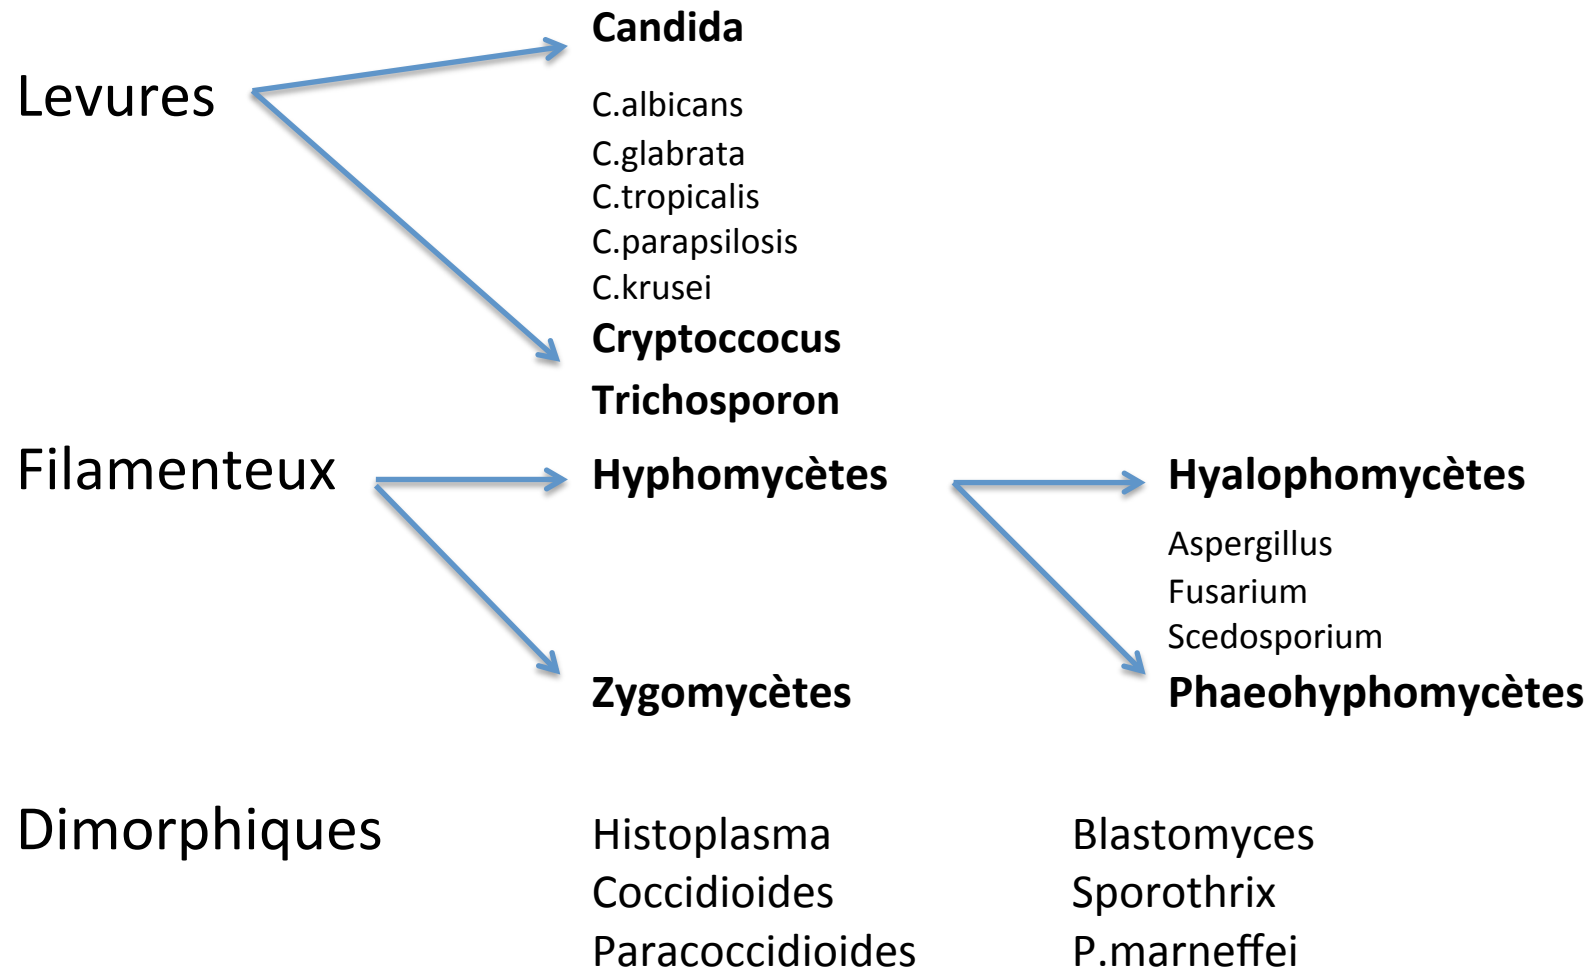 Candida
Levures
C.albicans
C.glabrata
C.tropicalis
C.parapsilosis
C.krusei
Cryptoccocus
Trichosporon
Filamenteux
Hyphomycètes
Hyalophomycètes
Aspergillus
Fusarium
Scedosporium
Zygomycètes
Phaeohyphomycètes
Dimorphiques
Histoplasma
Blastomyces
Coccidioides
Sporothrix
Paracoccidioides
P.marneffei